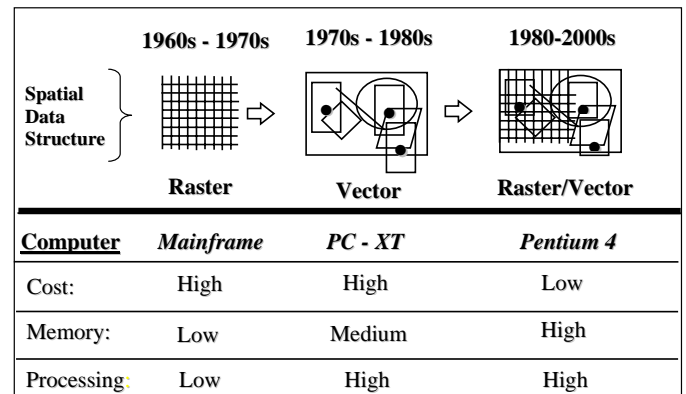 1960s - 1970s 1970s - 1980s 1980-2000s
Spatial
Data
Structure
Raster Vector Raster/Vector
Computer Mainframe PC - XT Pentium 4
Cost: High High Low
Memory: Low Medium High
Processing: Low High High